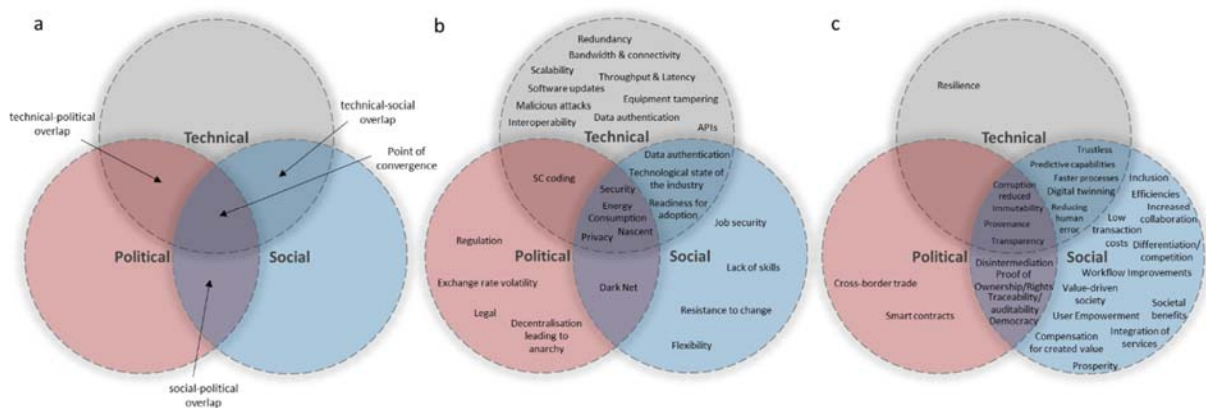 a
technical-political
overlap
technical-social
overlap
Point of
convergence
Technical
Political
Social
social-political
overlap
b
Redundancy
Bandwidth & connectivity
Scalability
Throughput & Latency
Software updates
Equipment tampering
Malicious attacks
Data authentication
Interoperability
APIs
Technical
Data authentication
SC coding
Technological state of
the industry
Security
Energy
Consumption
Readiness for
adoption
Privacy
Nascent
Job security
Regulation
Political
Social
Lack of skills
Exchange rate volatility
Dark Net
Legal
Resistance to change
Decentralisation
leading to
anarchy
Flexibility
c
Resilience
Technical
Trustless
Predictive capabilities
Faster processes
Digital twinning
Corruption
reduced
Immutability
Reducing
human
error
Provenance
Transparency
Inclusion
Efficiencies
Increased
collaboration
Low
transaction
costs
Differentiation/
competition
Political
Social
Disintermediation
Proof of
Ownership/Rights
Traceability/
auditability
Democracy
Workflow Improvements
Cross-border trade
Value-driven
society
Smart contracts
User Empowerment
Societal
benefits
Compensation
for created value
Integration of
services
Prosperity